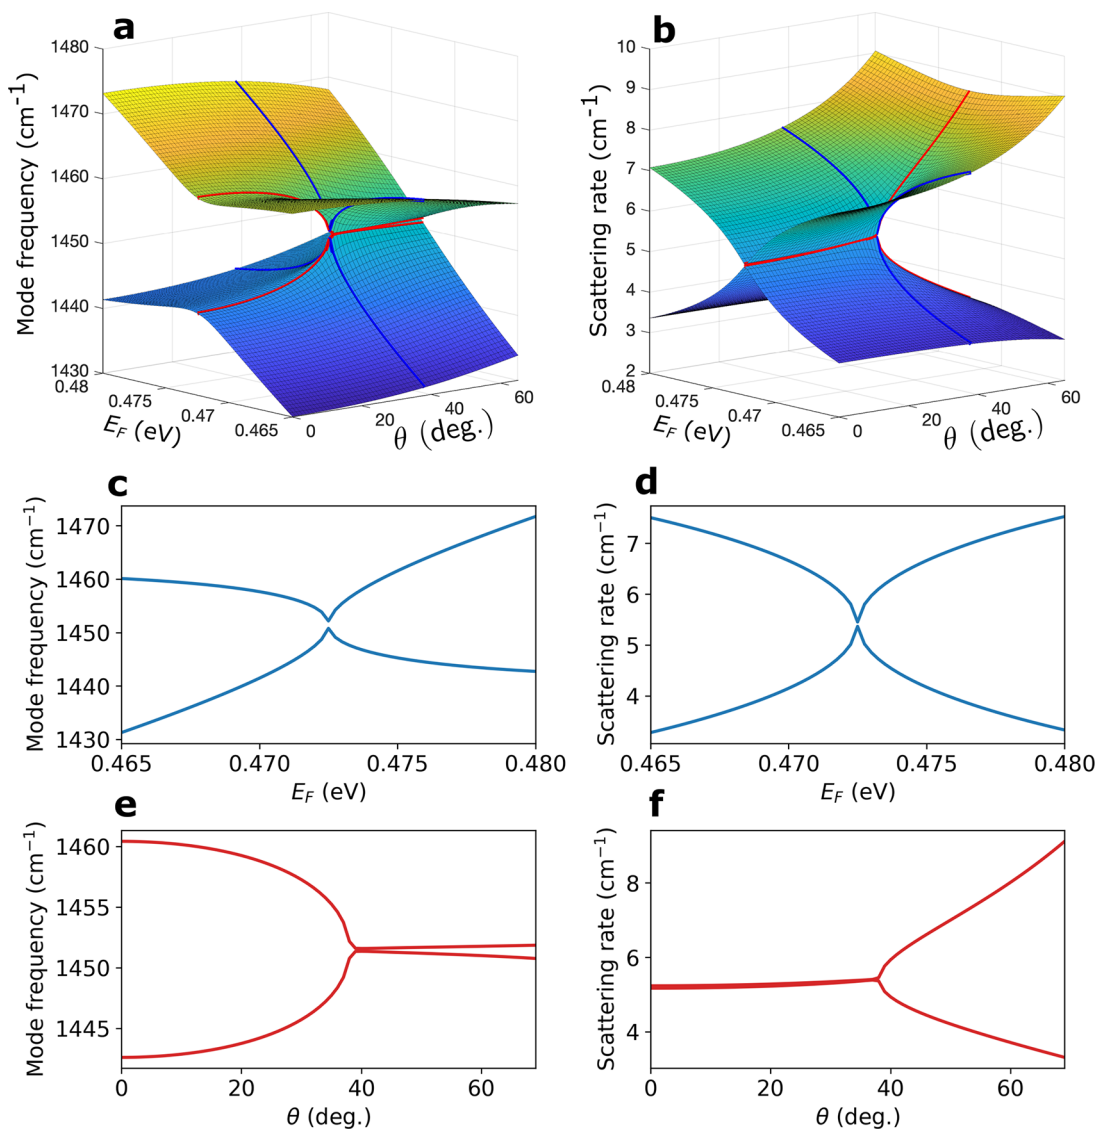 a
Mode frequency (cm⁻¹)
1480
1470
1460
1450
1440
1430
0.48
0.475
0.47
0.465
E_F (eV)
0
20
40
60
θ (deg.)
b
Scattering rate (cm⁻¹)
10
9
8
7
6
5
4
3
2
0.48
0.475
0.47
0.465
E_F (eV)
0
20
40
60
θ (deg.)
c
Mode frequency (cm⁻¹)
1470
1460
1450
1440
1430
0.465 0.470 0.475 0.480
E_F (eV)
d
Scattering rate (cm⁻¹)
7
6
5
4
0.465 0.470 0.475 0.480
E_F (eV)
e
Mode frequency (cm⁻¹)
1460
1455
1450
1445
0 20 40 60
θ (deg.)
f
Scattering rate (cm⁻¹)
8
6
4
0 20 40 60
θ (deg.)